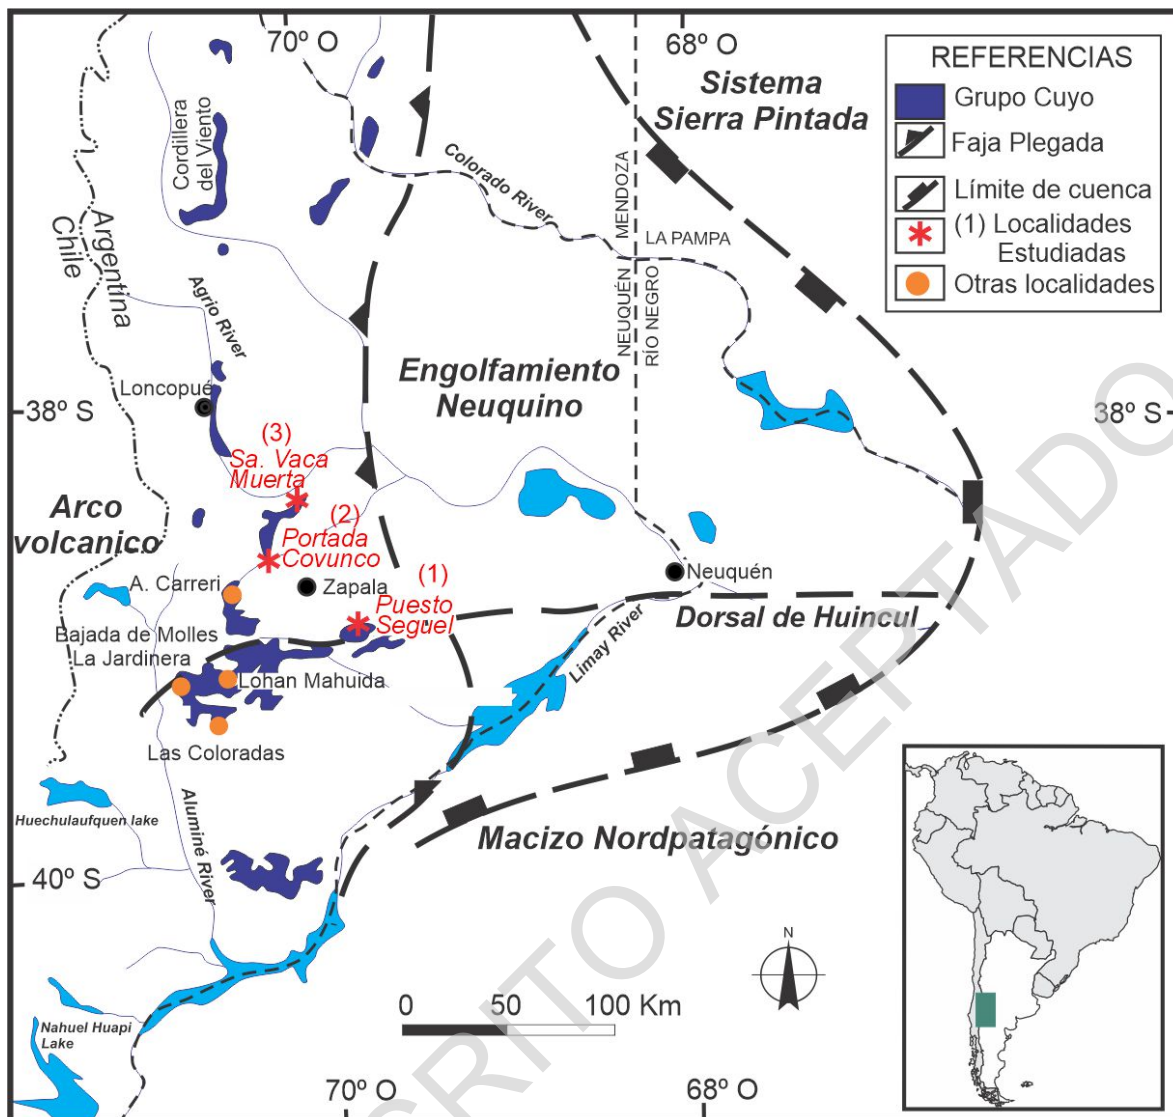 70º O
68º O
REFERENCIAS
Grupo Cuyo
Faja Plegada
Límite de cuenca
(1) Localidades
Estudiadas
Otras localidades
Sistema
Sierra Pintada
Cordillera
del Viento
Colorado River
MENDOZA
LA PAMPA
NEUQUÉN
RÍO NEGRO
Argentina
Chile
Agrio River
Loncopué
Engolfamiento
Neuquino
38º S
38º S
(3)
Sa. Vaca
Muerta
Arco
volcanico
(2)
Portada
Covunco
A. Carreri
Zapala
(1)
Puesto
Seguel
Neuquén
Dorsal de Huincul
Bajada de Molles
La Jardinera
Lohan Mahuida
Limay River
Las Coloradas
Huechulaufquen lake
Aluminé River
Macizo Nordpatagónico
40º S
N
0 50 100 Km
Nahuel Huapi
Lake
70º O
68º O
CRITO ACEPTADO